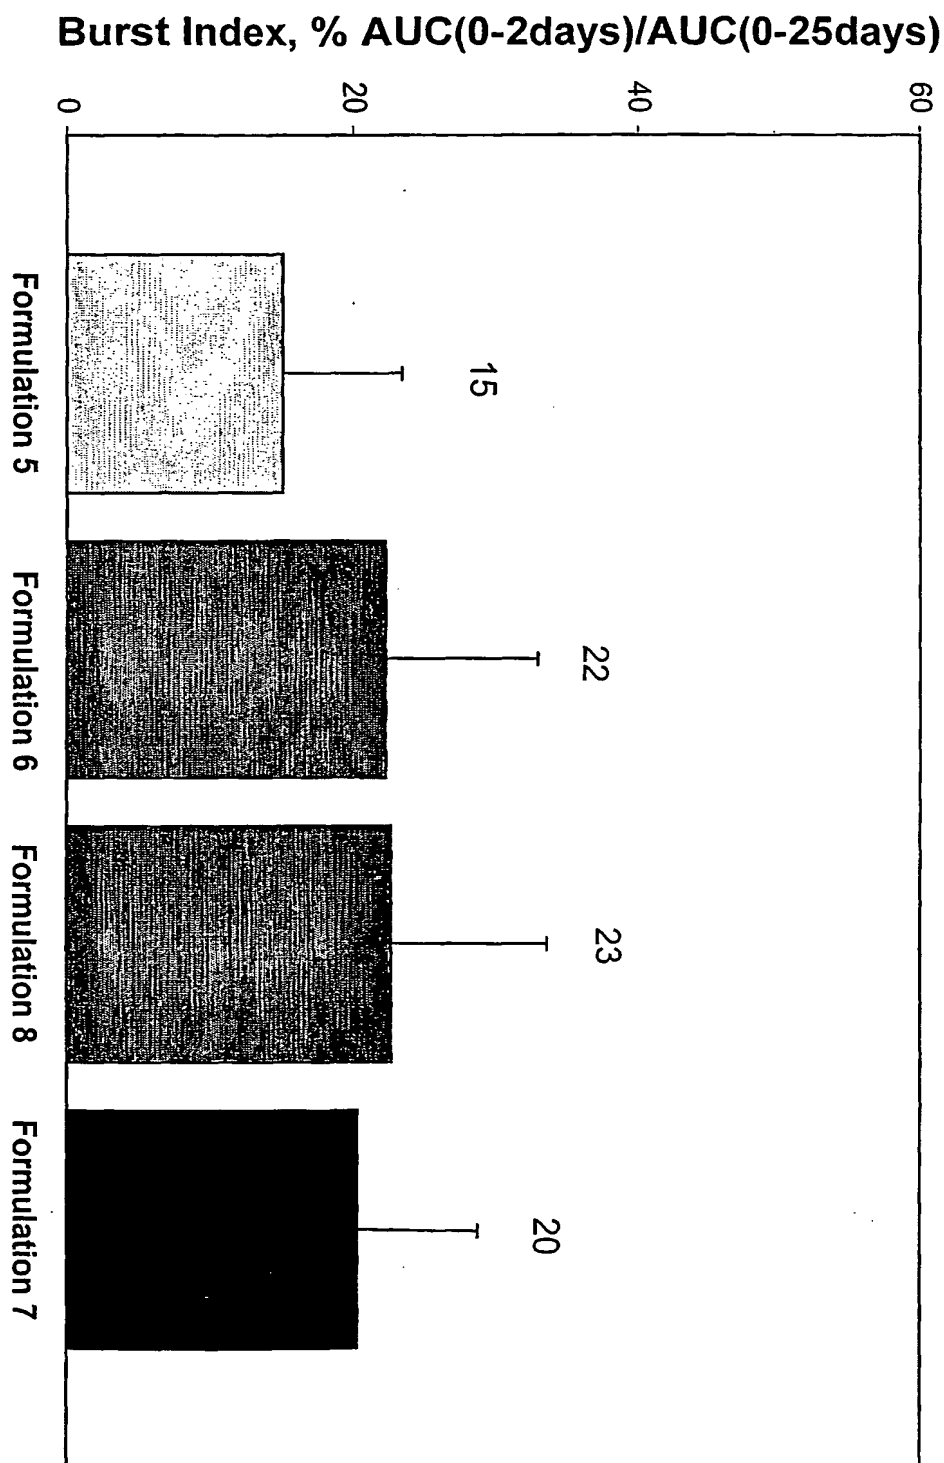 Burst Index, % AUC(0-2days)/AUC(0-25days)
60
40
20
0
15
22
23
20
Formulation 5
Formulation 6
Formulation 8
Formulation 7